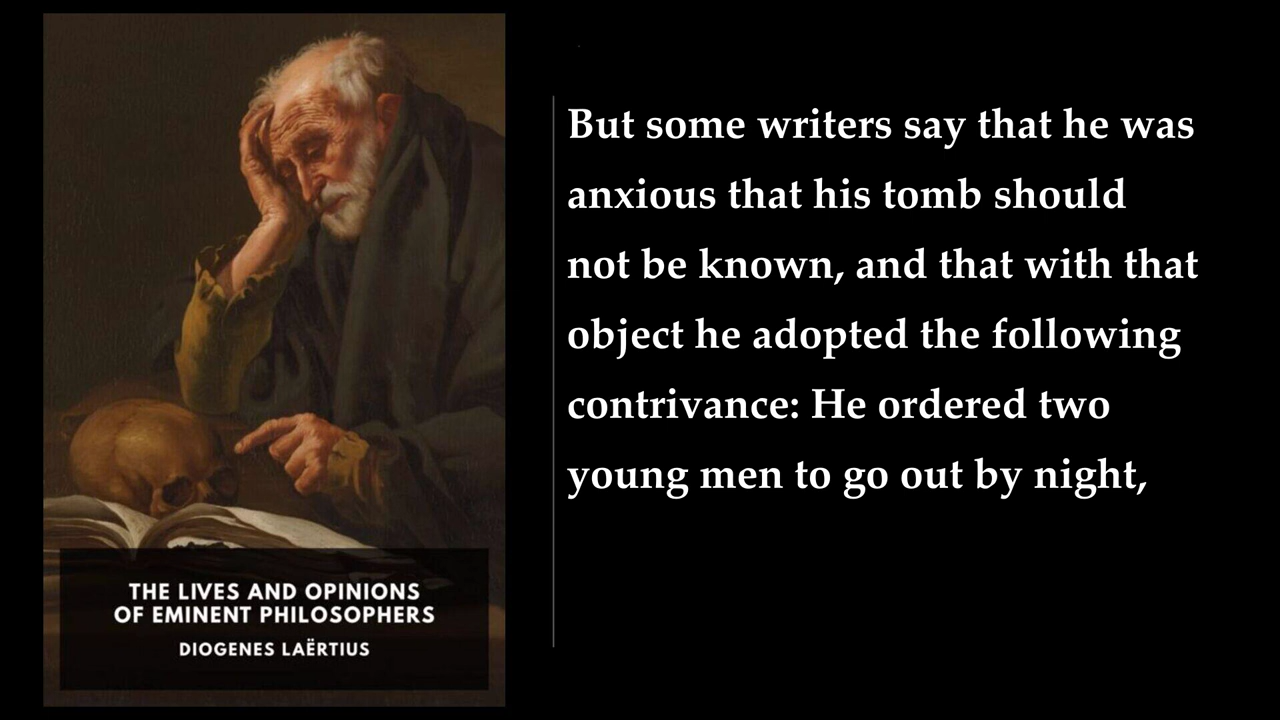 But some writers say that he was
anxious that his tomb should
not be known, and that with that
object he adopted the following
contrivance: He ordered two
young men to go out by night,
THE LIVES AND OPINIONS
OF EMINENT PHILOSOPHERS
DIOGENES LAËRTIUS